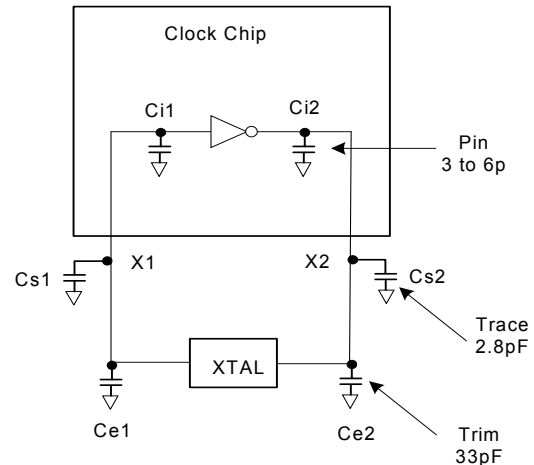 Clock Chip
Ci1
Ci2
Pin
3 to 6p
X1
X2
Cs1
Cs2
Trace
2.8pF
XTAL
Ce1
Ce2
Trim
33pF